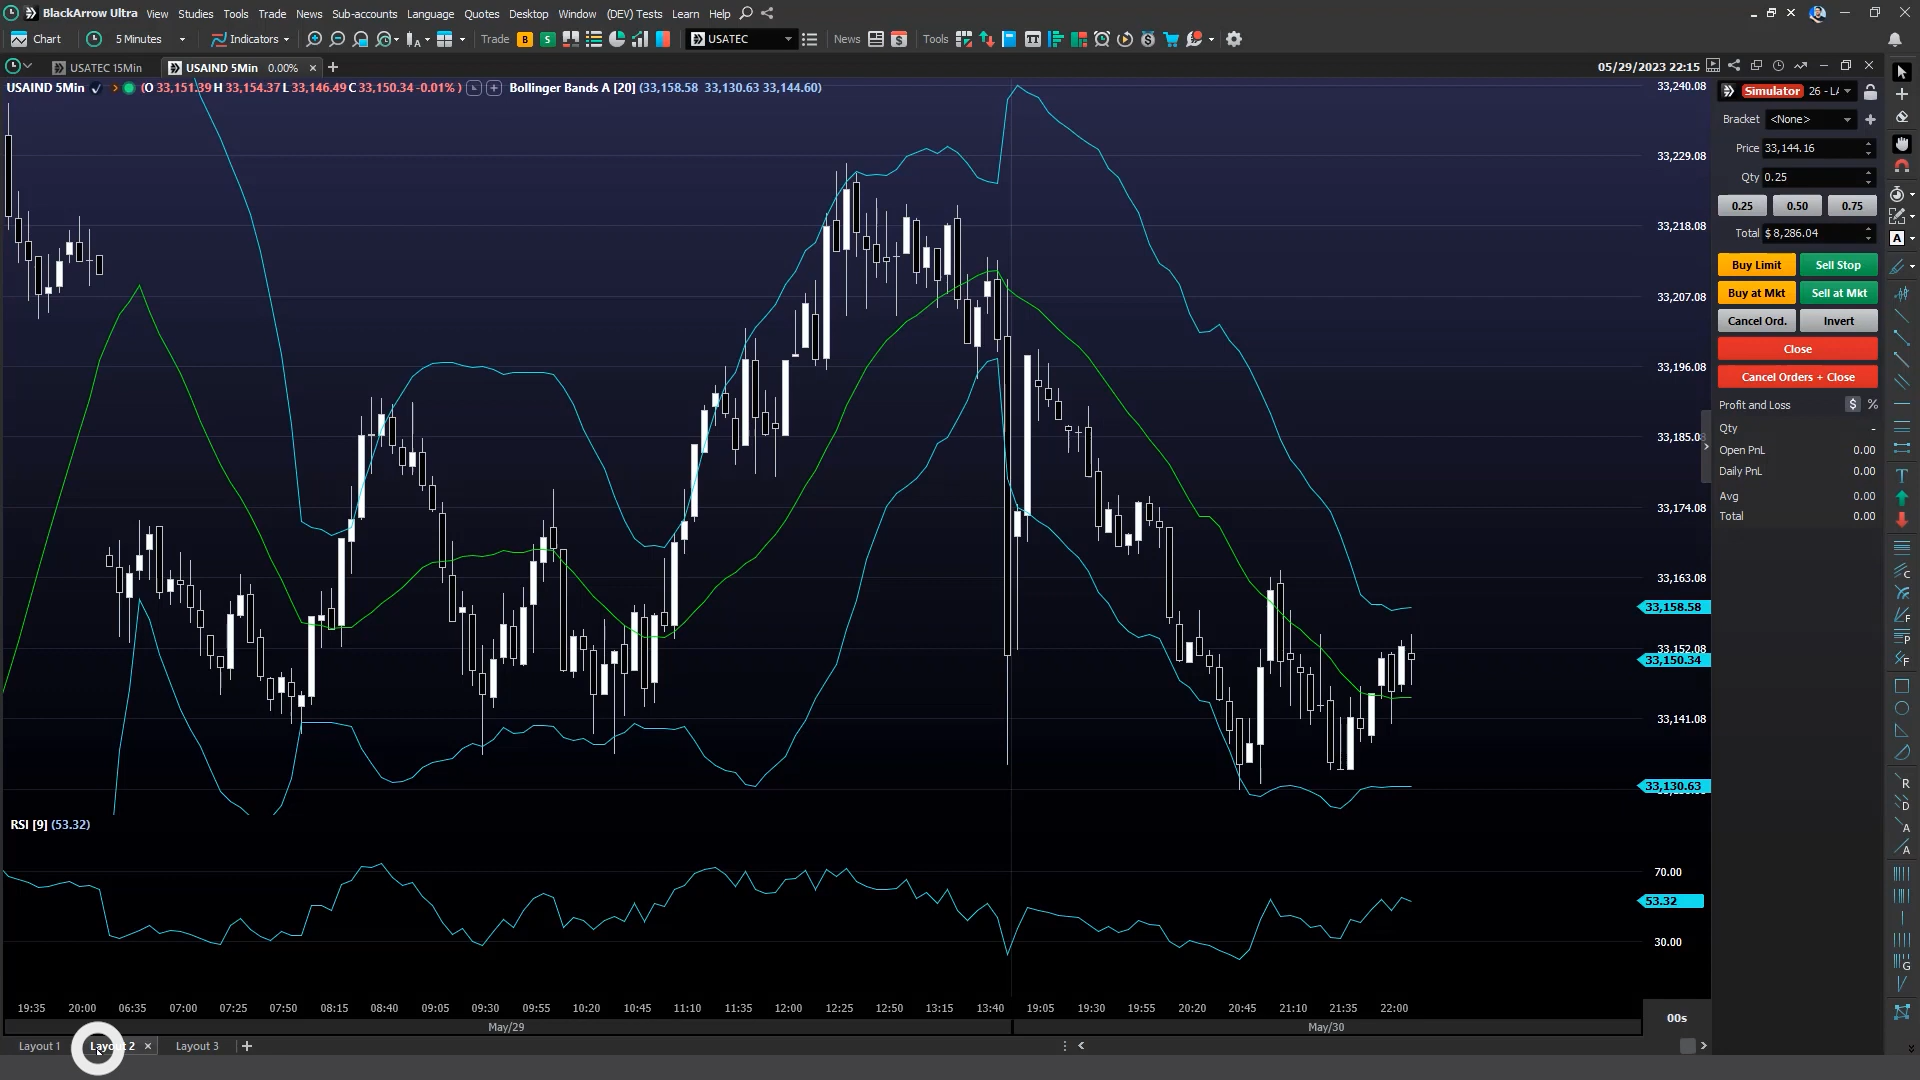 BlackArrow Ultra View Studies Tools Trade News Sub-accounts Language Quotes Desktop Window (DEV) Tests Learn Help
Chart 5 Minutes Indicators Trade B S USATEC News Tools
USATEC 15Min USAIND 5Min 0.00% × + 05/29/2023 22:15
USAIND 5Min (O 33,151.39 H 33,154.37 L 33,146.49 C 33,150.34 -0.01% ) Bollinger Bands A [20] (33,158.58 33,130.63 33,144.60)
33,240.08
33,229.08
33,218.08
33,207.08
33,196.08
33,185.08
33,174.08
33,163.08
33,158.58
33,152.08
33,150.34
33,141.08
33,130.63
RSI [9] (53.32)
70.00
53.32
30.00
19:35 20:00 06:35 07:00 07:25 07:50 08:15 08:40 09:05 09:30 09:55 10:20 10:45 11:10 11:35 12:00 12:25 12:50 13:15 13:40 19:05 19:30 19:55 20:20 20:45 21:10 21:35 22:00
May/29 May/30
00s
Layout 1 Layout 2 × Layout 3 +
Simulator 26 -
Bracket <None>
Price 33,144.16
Qty 0.25
0.25 0.50 0.75
Total $ 8,286.04
Buy Limit Sell Stop
Buy at Mkt Sell at Mkt
Cancel Ord. Invert
Close
Cancel Orders + Close
Profit and Loss $ %
Qty -
Open PnL 0.00
Daily PnL 0.00
Avg 0.00
Total 0.00